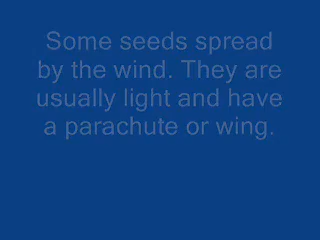 Some seeds spread
by the wind. They are
usually light and have
a parachute or wing.